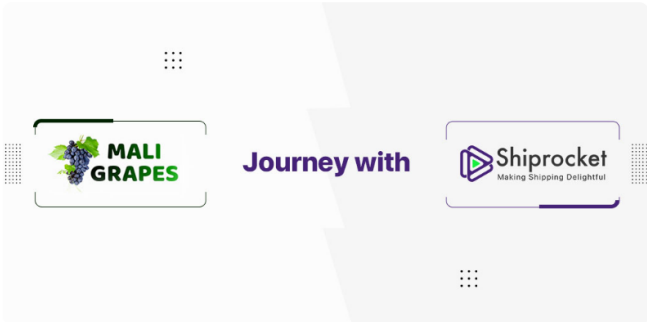 MALI
GRAPES
Journey with
Shiprocket
Making Shipping Delightful